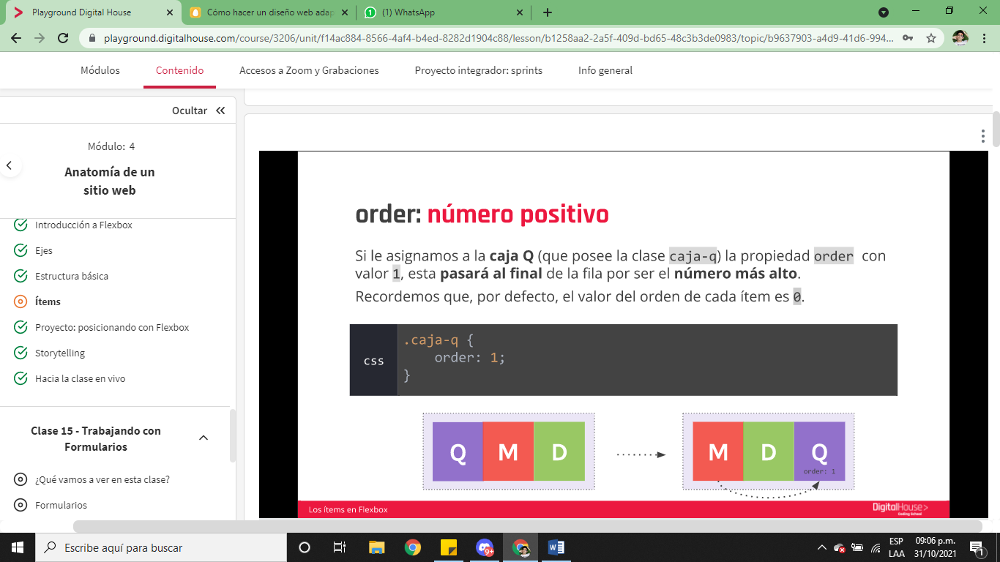 Playground Digital House
Cómo hacer un diseño web adap
(1) WhatsApp
playground.digitalhouse.com/course/3206/unit/f14ac884-8566-4af4-b4ed-8282d1904c88/lesson/b1258aa2-2a5f-409d-bd65-48c3b3de0983/topic/b9637903-a4d9-41d6-994...
Módulos
Contenido
Accesos a Zoom y Grabaciones
Proyecto integrador: sprints
Info general
Ocultar
Módulo: 4
Anatomía de un
sitio web
Introducción a Flexbox
Ejes
Estructura básica
Ítems
Proyecto: posicionando con Flexbox
Storytelling
Hacia la clase en vivo
Clase 15 - Trabajando con
Formularios
¿Qué vamos a ver en esta clase?
Formularios
order: número positivo
Si le asignamos a la caja Q (que posee la clase caja-q) la propiedad order con
valor 1, esta pasará al final de la fila por ser el número más alto.
Recordemos que, por defecto, el valor del orden de cada ítem es 0.
css
.caja-q {
order: 1;
}
Q M D
M D Q
order: 1
Los ítems en Flexbox
DigitalHouse>
Coding School
Escribe aquí para buscar
9+
ESP
LAA
09:06 p.m.
31/10/2021
1